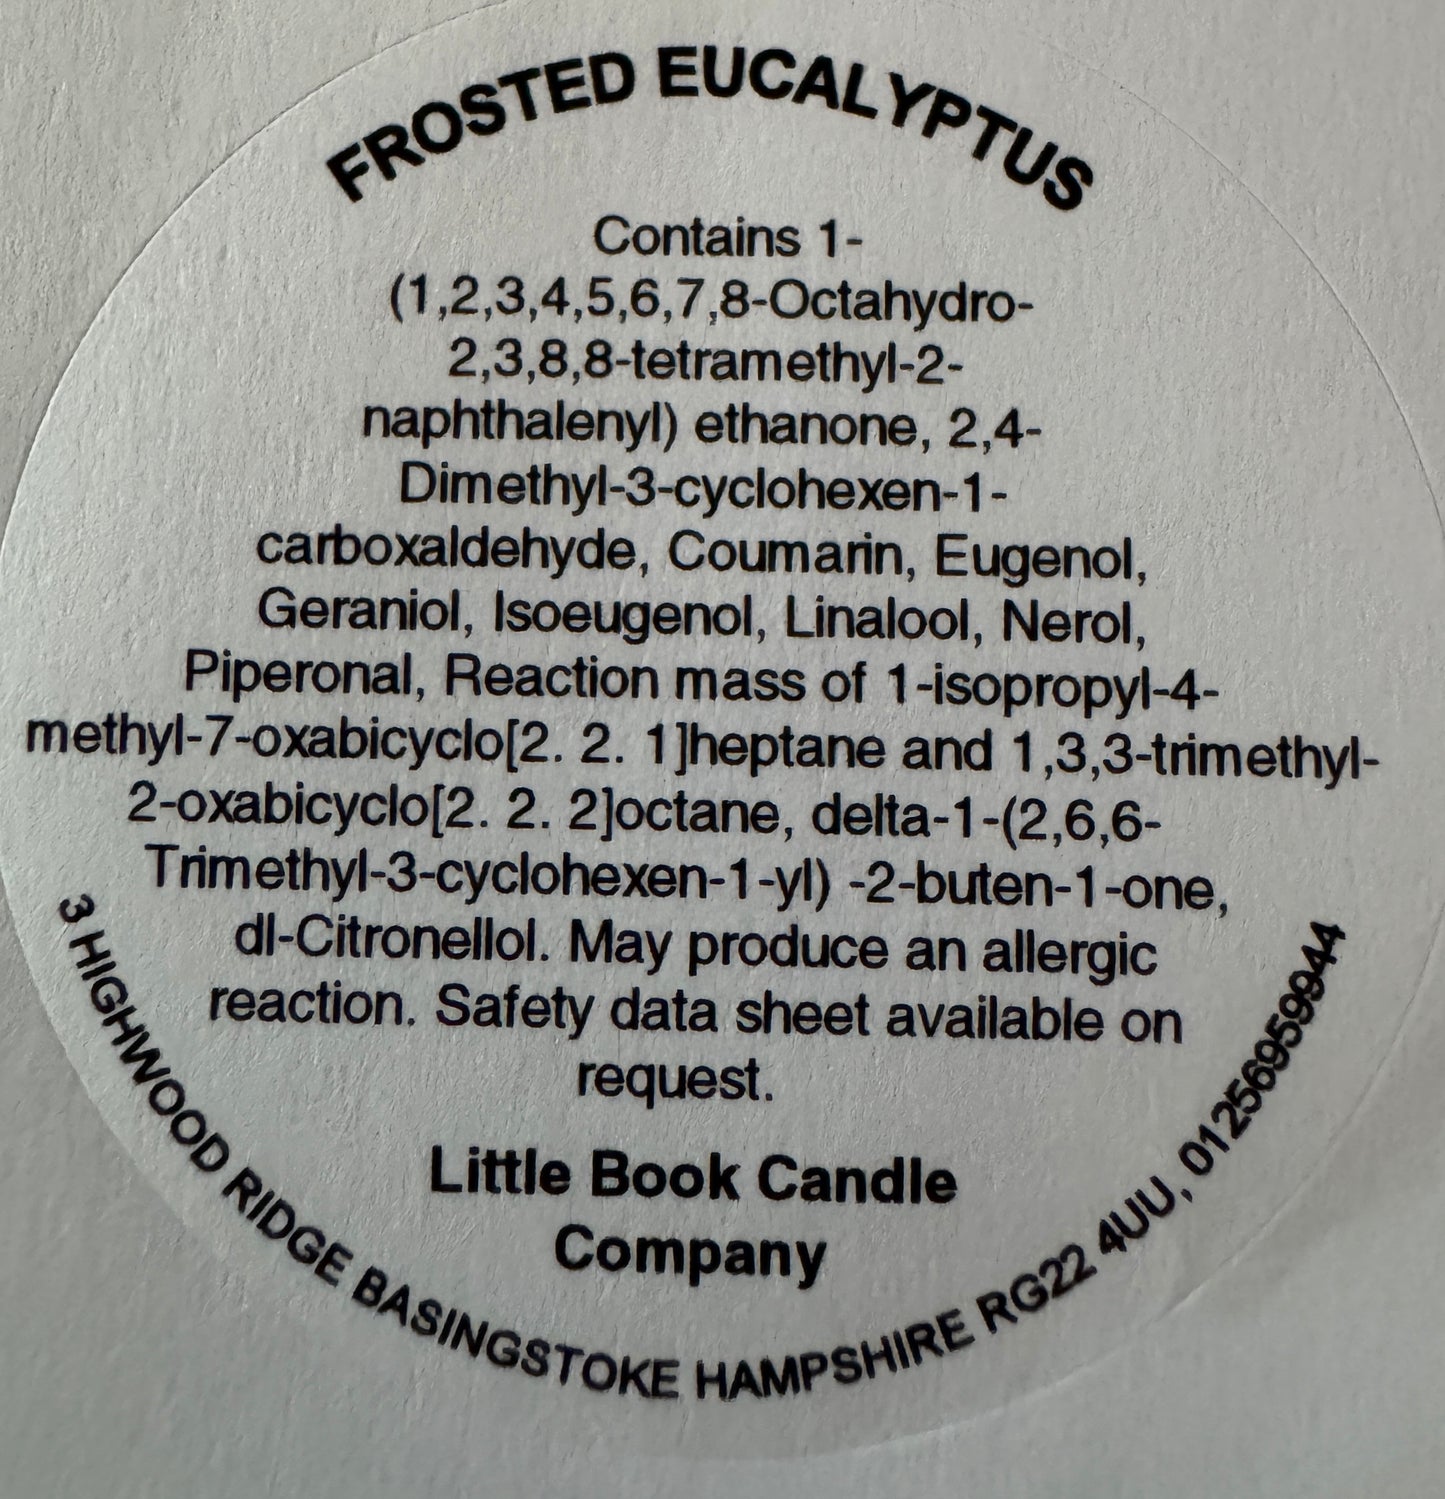 FROSTED EUCALYPTUS
Contains 1-
(1,2,3,4,5,6,7,8-Octahydro-
2,3,8,8-tetramethyl-2-
naphthalenyl) ethanone, 2,4-
Dimethyl-3-cyclohexen-1-
carboxaldehyde, Coumarin, Eugenol,
Geraniol, Isoeugenol, Linalool, Nerol,
Piperonal, Reaction mass of 1-isopropyl-4-
methyl-7-oxabicyclo[2. 2. 1]heptane and 1,3,3-trimethyl-
2-oxabicyclo[2. 2. 2]octane, delta-1-(2,6,6-
Trimethyl-3-cyclohexen-1-yl) -2-buten-1-one,
dl-Citronellol. May produce an allergic
reaction. Safety data sheet available on
request.
Little Book Candle
Company
3 HIGHWOOD RIDGE BASINGSTOKE HAMPSHIRE RG22 4UU, 01256959944